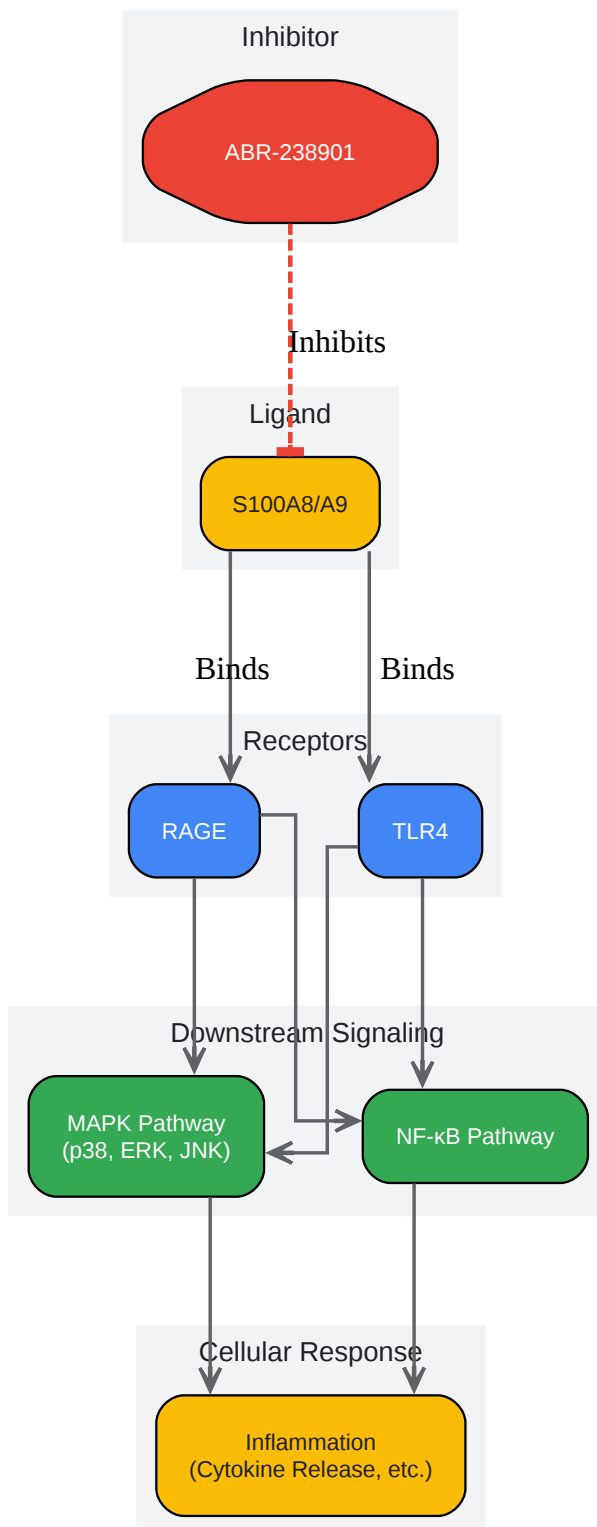 Inhibitor
ABR-238901
Inhibits
Ligand
S100A8/A9
Binds
Binds
Receptors
RAGE
TLR4
Downstream Signaling
MAPK Pathway
(p38, ERK, JNK)
NF-κB Pathway
Cellular Response
Inflammation
(Cytokine Release, etc.)